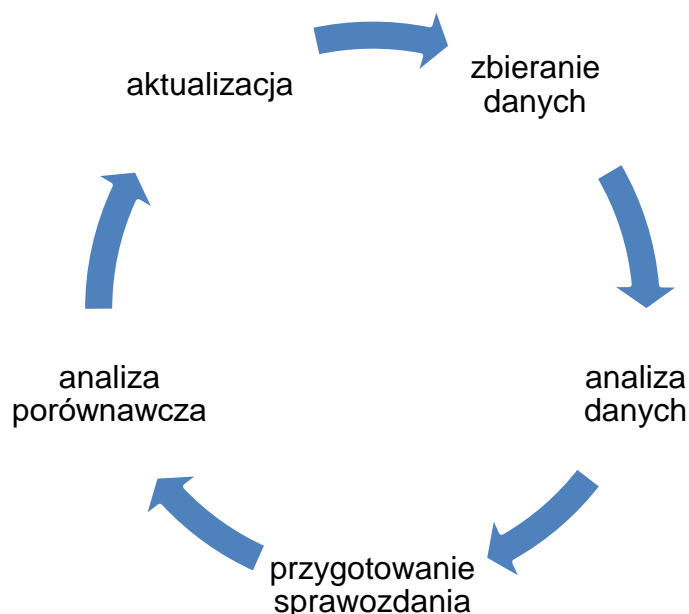 aktualizacja
zbieranie
danych
analiza
danych
przygotowanie
sprawozdania
analiza
porównawcza